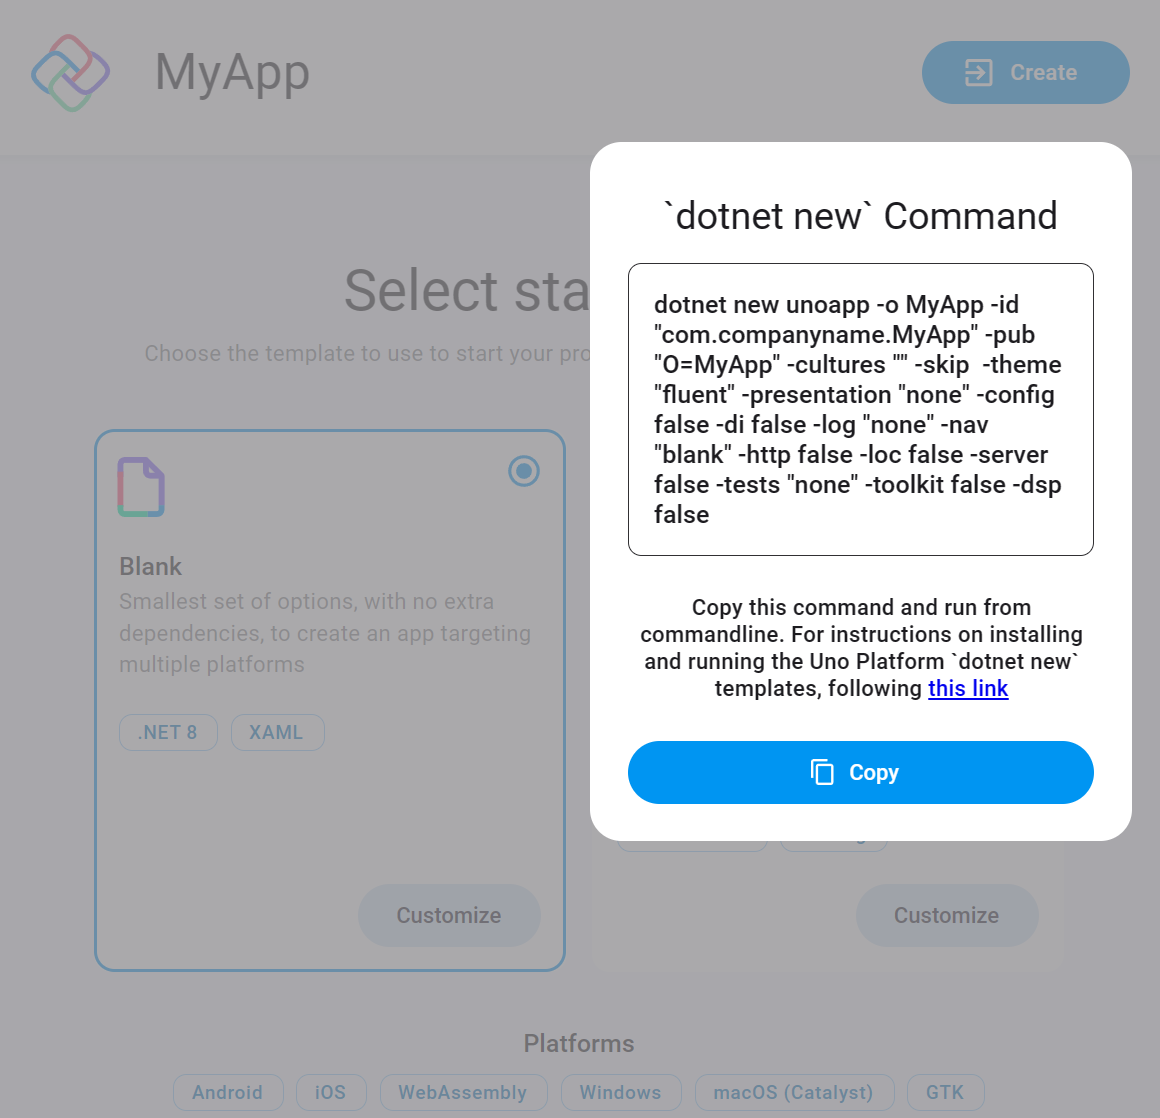 MyApp
Create
`dotnet new` Command
dotnet new unoapp -o MyApp -id
"com.companyname.MyApp" -pub
"O=MyApp" -cultures "" -skip  -theme
"fluent" -presentation "none" -config
false -di false -log "none" -nav
"blank" -http false -loc false -server
false -tests "none" -toolkit false -dsp
false
Copy this command and run from
commandline. For instructions on installing
and running the Uno Platform `dotnet new`
templates, following this link
Copy
Select sta
Choose the template to use to start your pro
Blank
Smallest set of options, with no extra
dependencies, to create an app targeting
multiple platforms
.NET 8
XAML
Customize
Customize
Platforms
Android
iOS
WebAssembly
Windows
macOS (Catalyst)
GTK